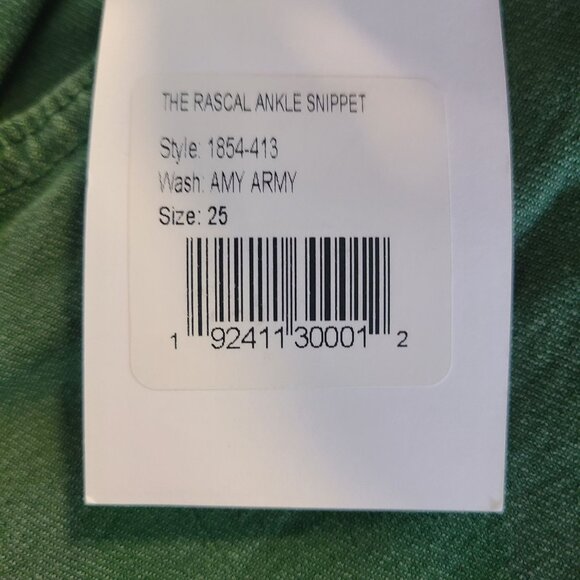 THE RASCAL ANKLE SNIPPET
Style: 1854-413
Wash: AMY ARMY
Size: 25
1 92411 30001 2